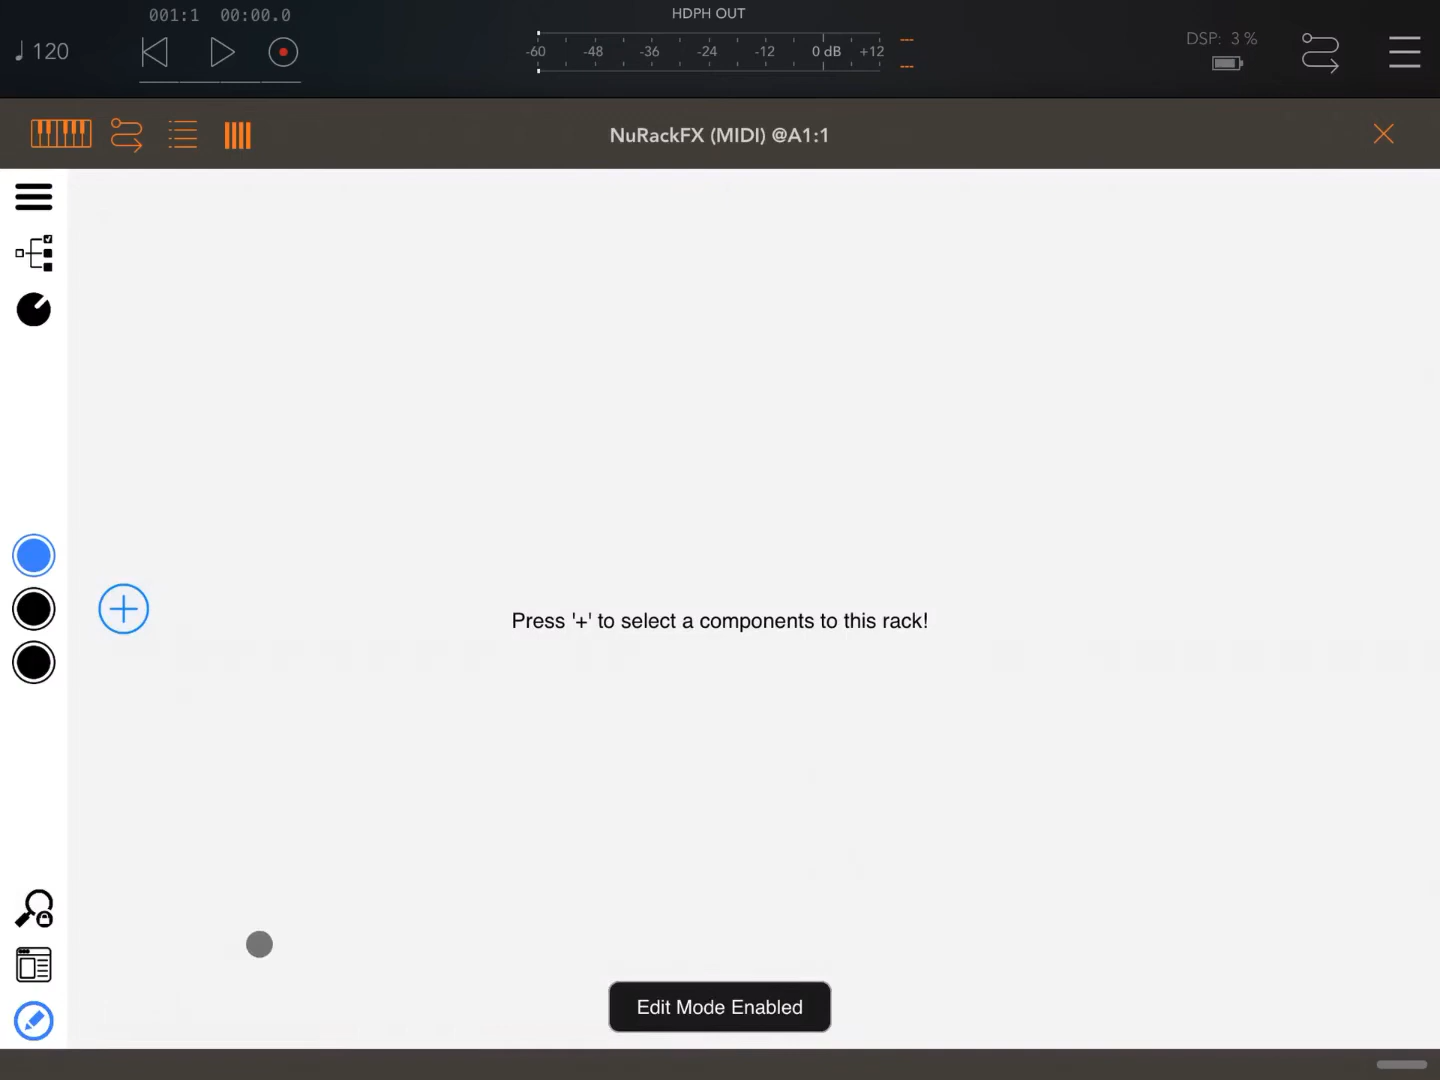 001:1 00:00.0
HDPH OUT
120
-60 -48 -36 -24 -12 0 dB +12
DSP: 3 %
NuRackFX (MIDI) @A1:1
Press '+' to select a components to this rack!
Edit Mode Enabled